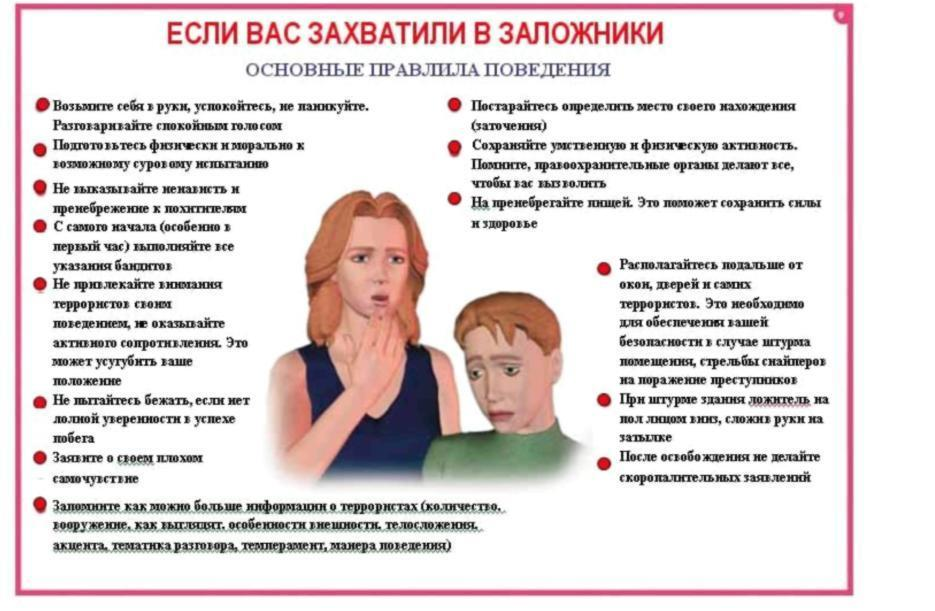 ЕСЛИ ВАС ЗАХВАТИЛИ В ЗАЛОЖНИКИ
ОСНОВНЫЕ ПРАВЛИЛА ПОВЕДЕНИЯ
Возьмите себя в руки, успокойтесь, не паникуйте.
Разговаривайте спокойным голосом
Подготовьтесь физически и морально к
возможному суровому испытанию
Не выказывайте ненависть и
пренебрежение к похитителям
С самого начала (особенно в
первый час) выполняйте все
указания бандитов
Не привлекайте внимания
террористов своим
поведением, не оказывайте
активного сопротивления. Это
может усугубить ваше
положение
Не пытайтесь бежать, если нет
полной уверенности в успехе
побега
Заявите о своем плохом
самочувствие
Запомните как можно больше информации о террористах (количество,
вооружение, как выглядят, особенности внешности, телосложения,
акцента, тематика разговора, темперамент, манера поведения)
Постарайтесь определить место своего нахождения
(заточения)
Сохраняйте умственную и физическую активность.
Помните, правоохранительные органы делают все,
чтобы вас вызволить
На пренебрегайте пищей. Это поможет сохранить силы
и здоровье
Располагайтесь подальше от
окон, дверей и самих
террористов. Это необходимо
для обеспечения вашей
безопасности в случае штурма
помещения, стрельбы снайперов
на поражение преступников
При штурме здания ложитель на
пол лицом вниз, сложив руки на
затылке
После освобождения не делайте
скоропалительных заявлений